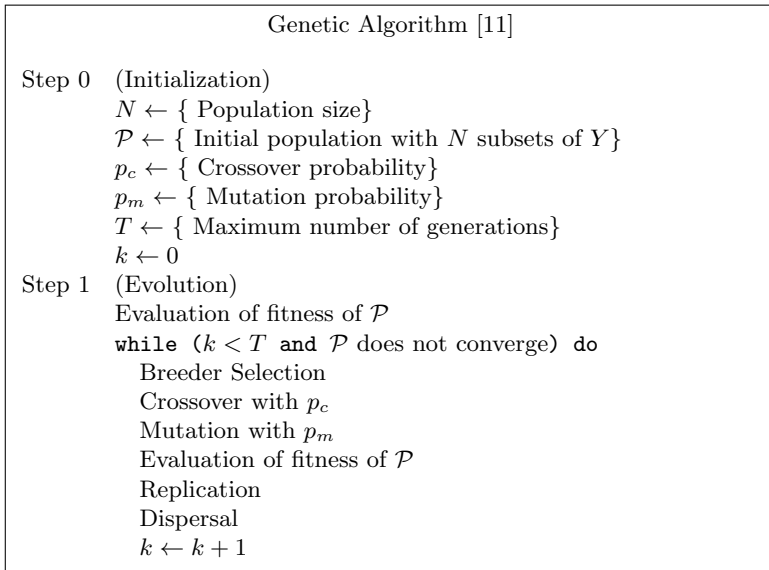 Genetic Algorithm [11]
Step 0 (Initialization)
N ← { Population size}
𝒫 ← { Initial population with N subsets of Y}
p_c ← { Crossover probability}
p_m ← { Mutation probability}
T ← { Maximum number of generations}
k ← 0
Step 1 (Evolution)
Evaluation of fitness of 𝒫
while (k < T and 𝒫 does not converge) do
Breeder Selection
Crossover with p_c
Mutation with p_m
Evaluation of fitness of 𝒫
Replication
Dispersal
k ← k + 1